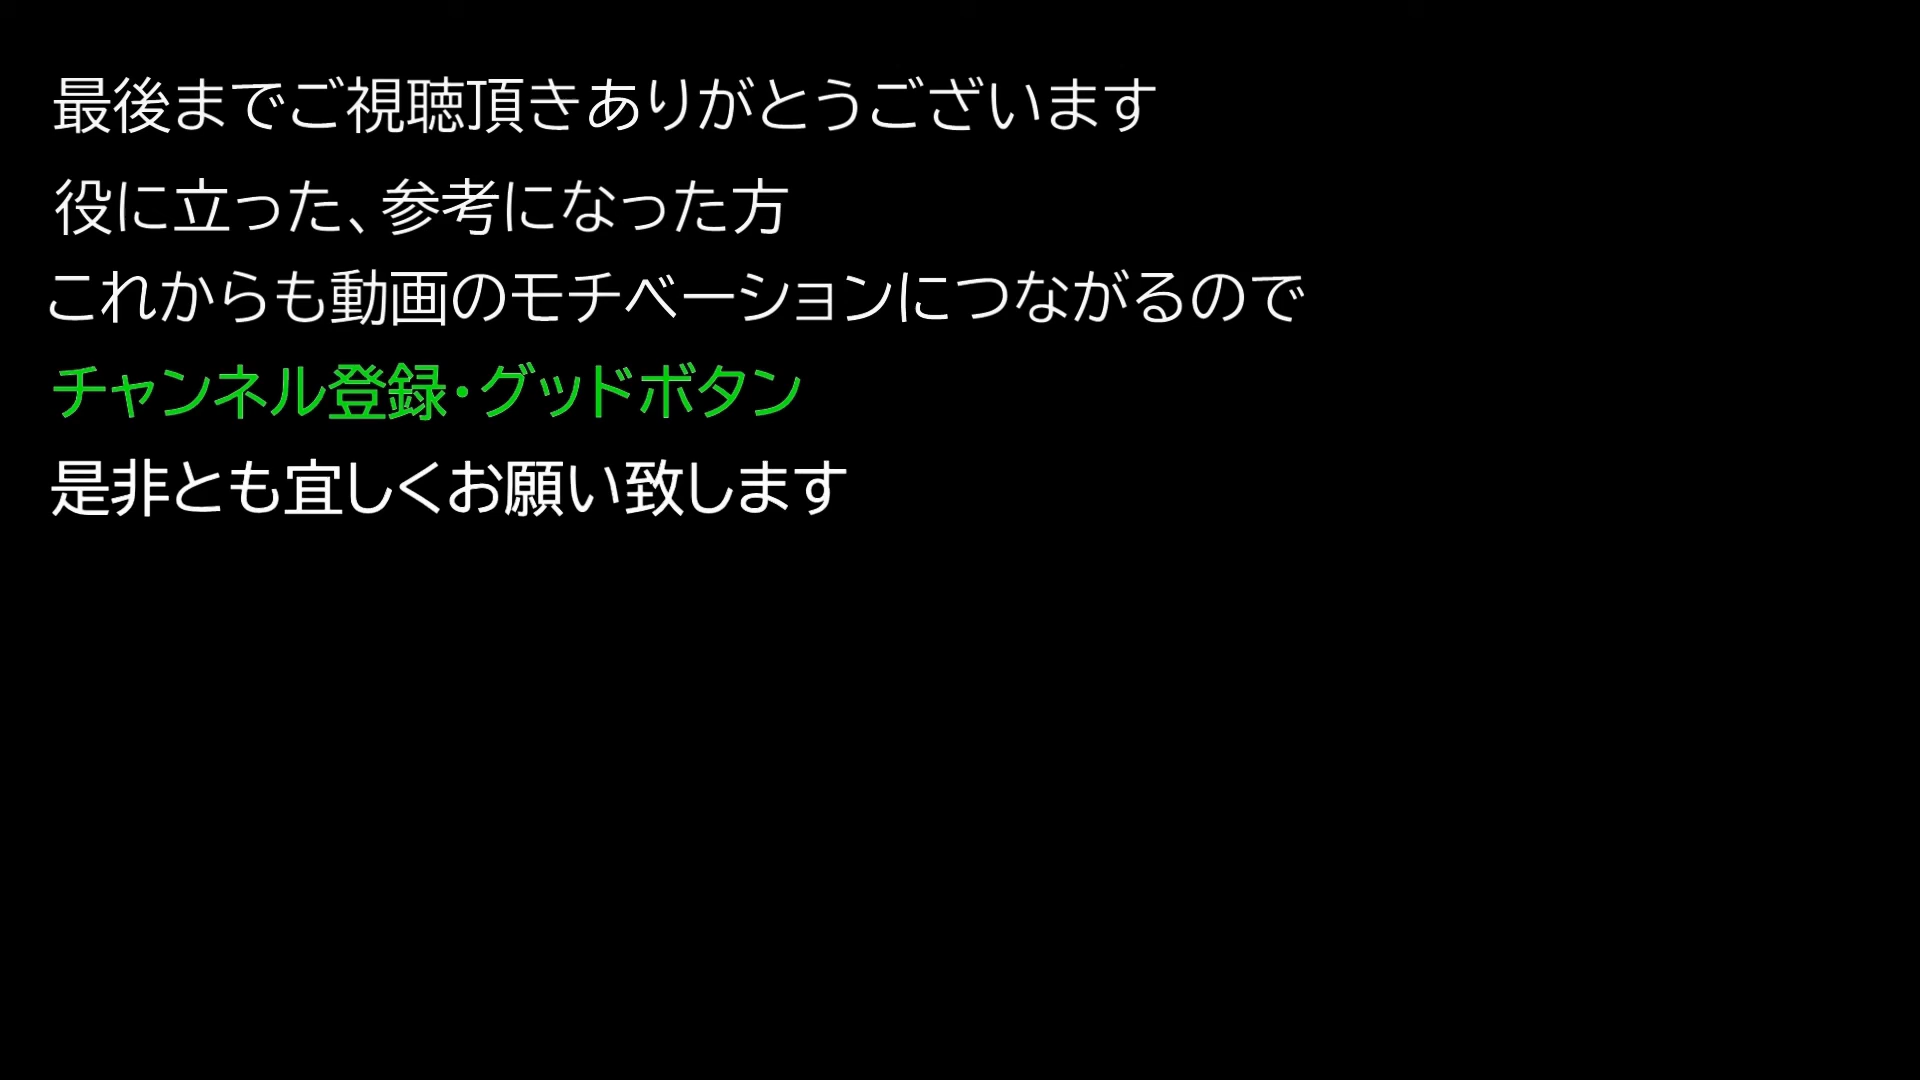 最後までご視聴頂きありがとうございます
役に立った、参考になった方
これからも動画のモチベーションにつながるので
チャンネル登録・グッドボタン
是非とも宜しくお願い致します